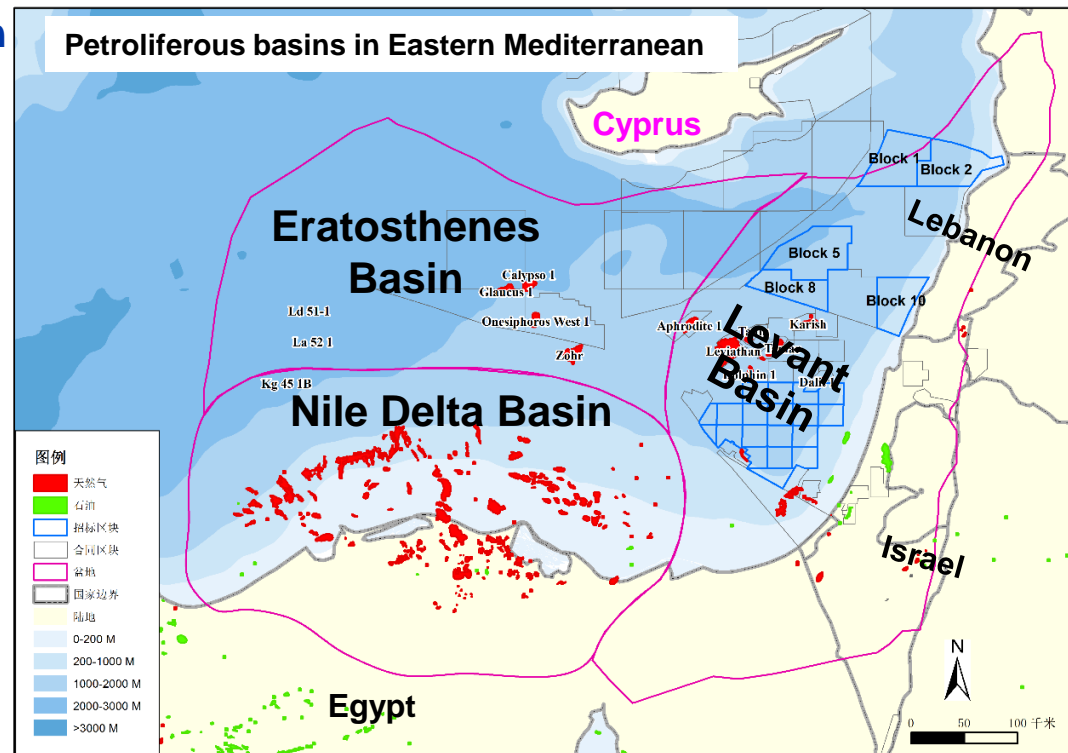 n
Petroliferous basins in Eastern Mediterranean
Cyprus
Block 1
Block 2
Lebanon
Eratosthenes
Basin
Block 5
Block 8
Block 10
Calypso 1
Glaucus 1
Onesiphoros West 1
Zohr
Ld 51-1
La 52 1
Kg 45 1B
Aphrodite 1
Karish
Leviathan
Levant
Basin
Nile Delta Basin
Israel
Egypt
图例
天然气
石油
招标区块
合同区块
盆地
国家边界
陆地
0-200 M
200-1000 M
1000-2000 M
2000-3000 M
>3000 M
N
0 50 100 千米